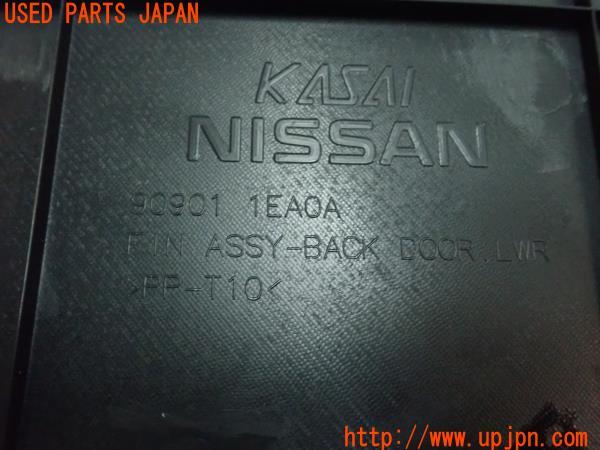 USED PARTS JAPAN
KASAI
NISSAN
90901 1EA0A
FIN ASSY-BACK DOOR,LWR
>PP-T10<
http://www.upjpn.com/